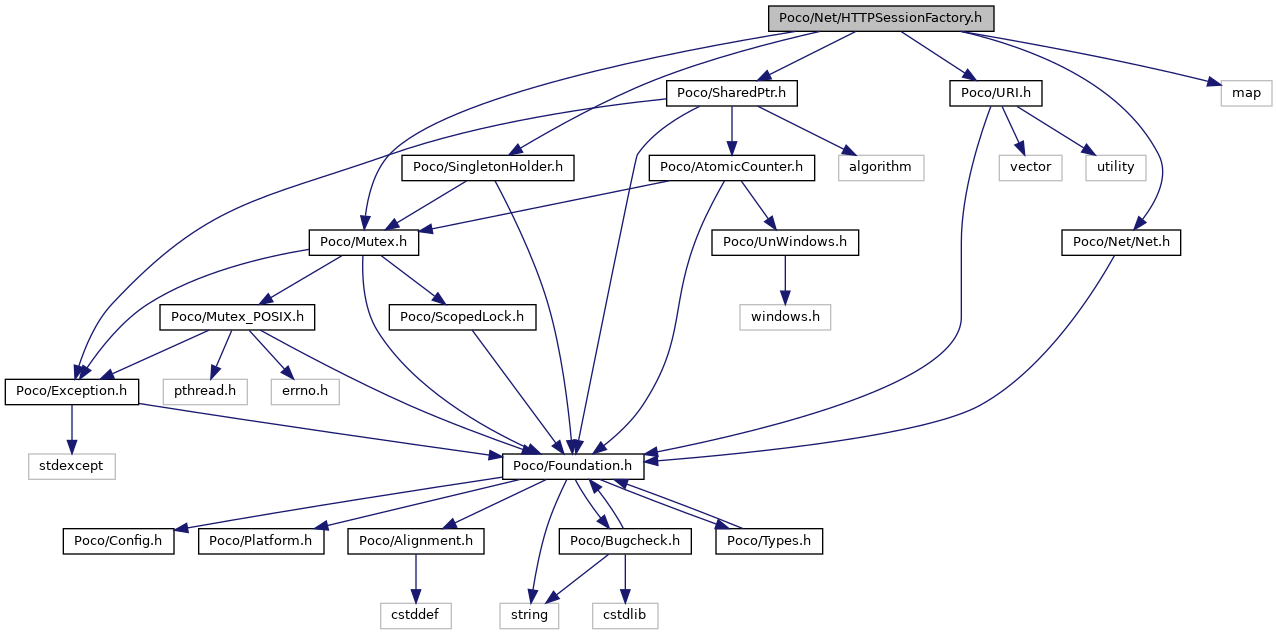 Poco/Net/HTTPSessionFactory.h
Poco/SharedPtr.h
Poco/URI.h
map
Poco/SingletonHolder.h
Poco/AtomicCounter.h
algorithm
vector
utility
Poco/Mutex.h
Poco/UnWindows.h
Poco/Net/Net.h
Poco/Mutex_POSIX.h
Poco/ScopedLock.h
windows.h
Poco/Exception.h
pthread.h
errno.h
stdexcept
Poco/Foundation.h
Poco/Config.h
Poco/Platform.h
Poco/Alignment.h
Poco/Bugcheck.h
Poco/Types.h
cstddef
string
cstdlib